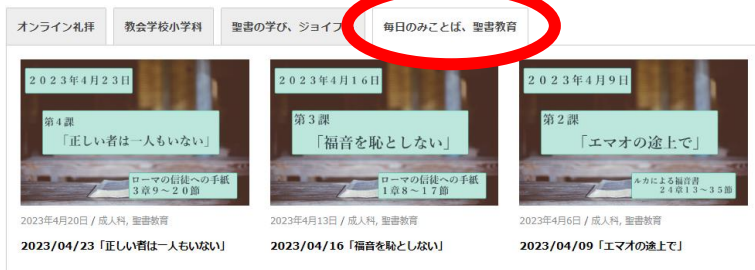 オンライン礼拝
教会学校小学科
聖書の学び、ジョイフ
毎日のみことば、聖書教育
2023年4月23日
第4課
「正しい者は一人もいない」
ローマの信徒への手紙
3章9～20節
2023年4月20日 / 成人科, 聖書教育
2023/04/23「正しい者は一人もいない」
2023年4月16日
第3課
「福音を恥としない」
ローマの信徒への手紙
1章8～17節
2023年4月13日 / 成人科, 聖書教育
2023/04/16「福音を恥としない」
2023年4月9日
第2課
「エマオの途上で」
ルカによる福音書
24章13～35節
2023年4月6日 / 成人科, 聖書教育
2023/04/09「エマオの途上で」